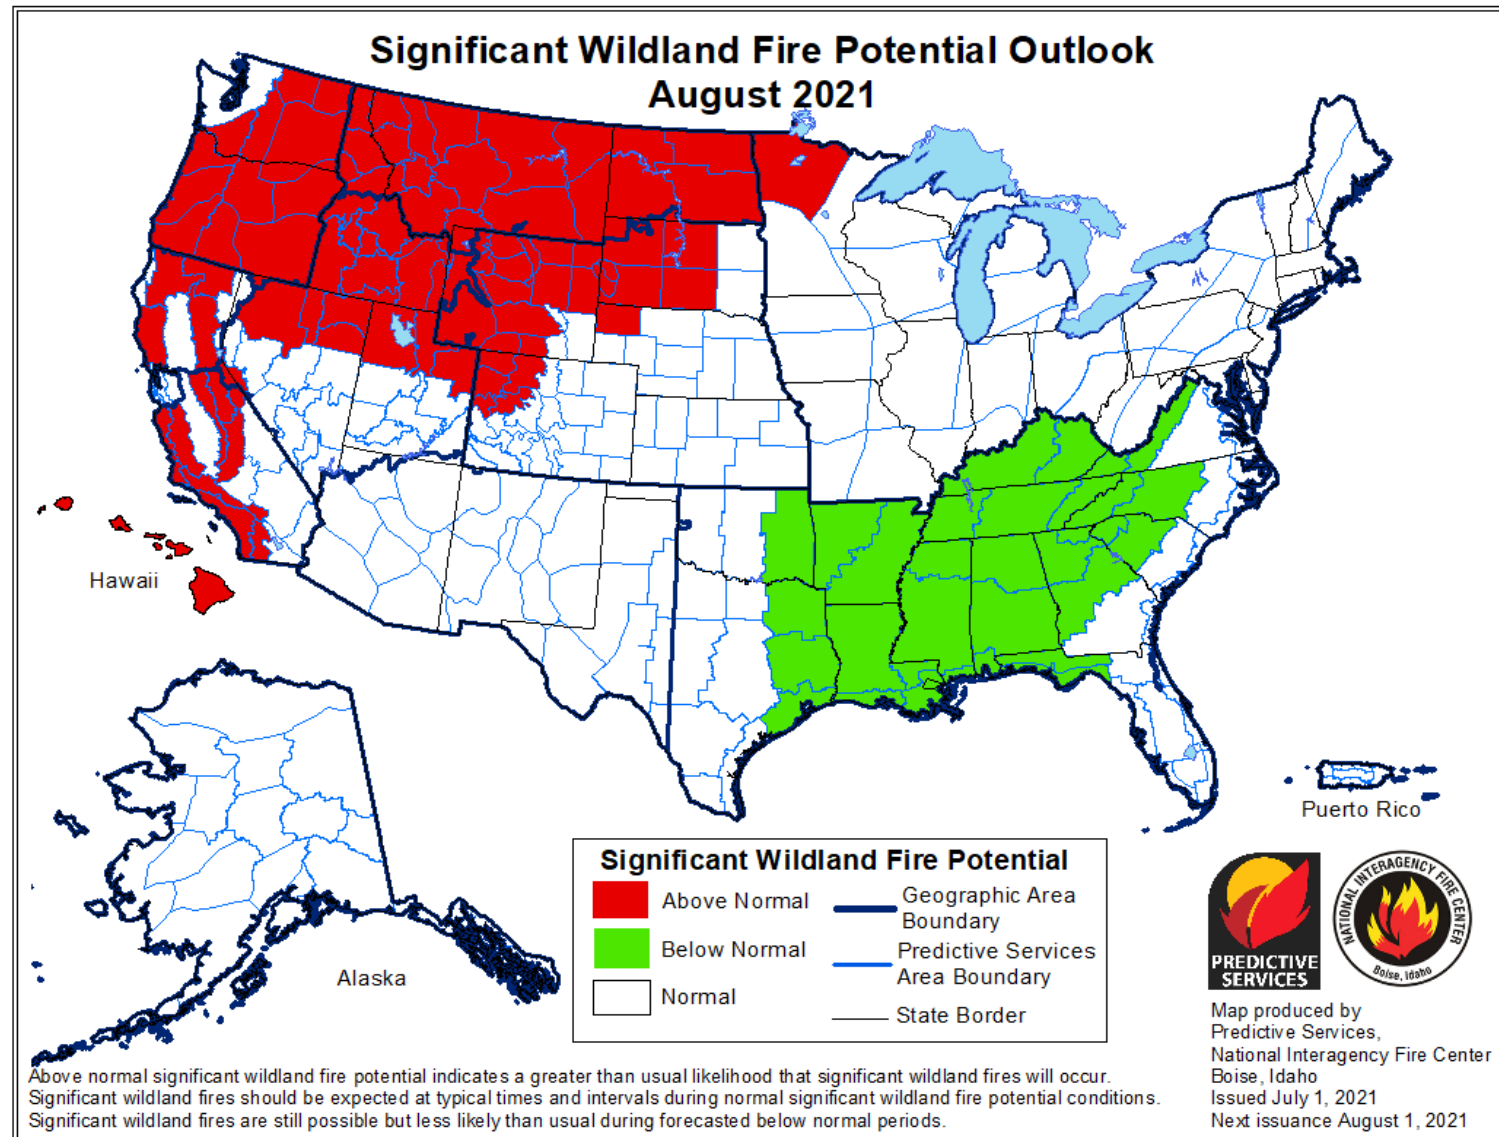 Significant Wildland Fire Potential Outlook
August 2021
Hawaii
Alaska
Puerto Rico
Significant Wildland Fire Potential
Above Normal
Below Normal
Normal
Geographic Area
Boundary
Predictive Services
Area Boundary
State Border
PREDICTIVE
SERVICES
NATIONAL INTERAGENCY FIRE CENTER
Boise, Idaho
Map produced by
Predictive Services,
National Interagency Fire Center
Boise, Idaho
Issued July 1, 2021
Next issuance August 1, 2021
Above normal significant wildland fire potential indicates a greater than usual likelihood that significant wildland fires will occur.
Significant wildland fires should be expected at typical times and intervals during normal significant wildland fire potential conditions.
Significant wildland fires are still possible but less likely than usual during forecasted below normal periods.